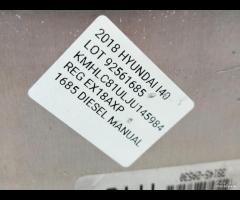 2018 HYUNDAI I40
LOT 92561685
KMHLC81ULJU145984
REG EX18AXP
1685 DIESEL MANUAL